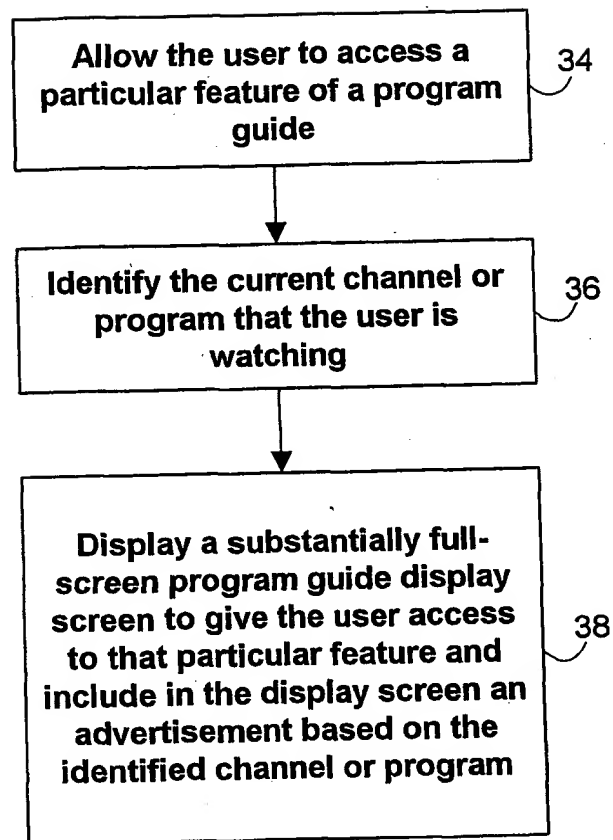 Allow the user to access a
particular feature of a program
guide
34
Identify the current channel or
program that the user is
watching
36
Display a substantially full-
screen program guide display
screen to give the user access
to that particular feature and
include in the display screen an
advertisement based on the
identified channel or program
38